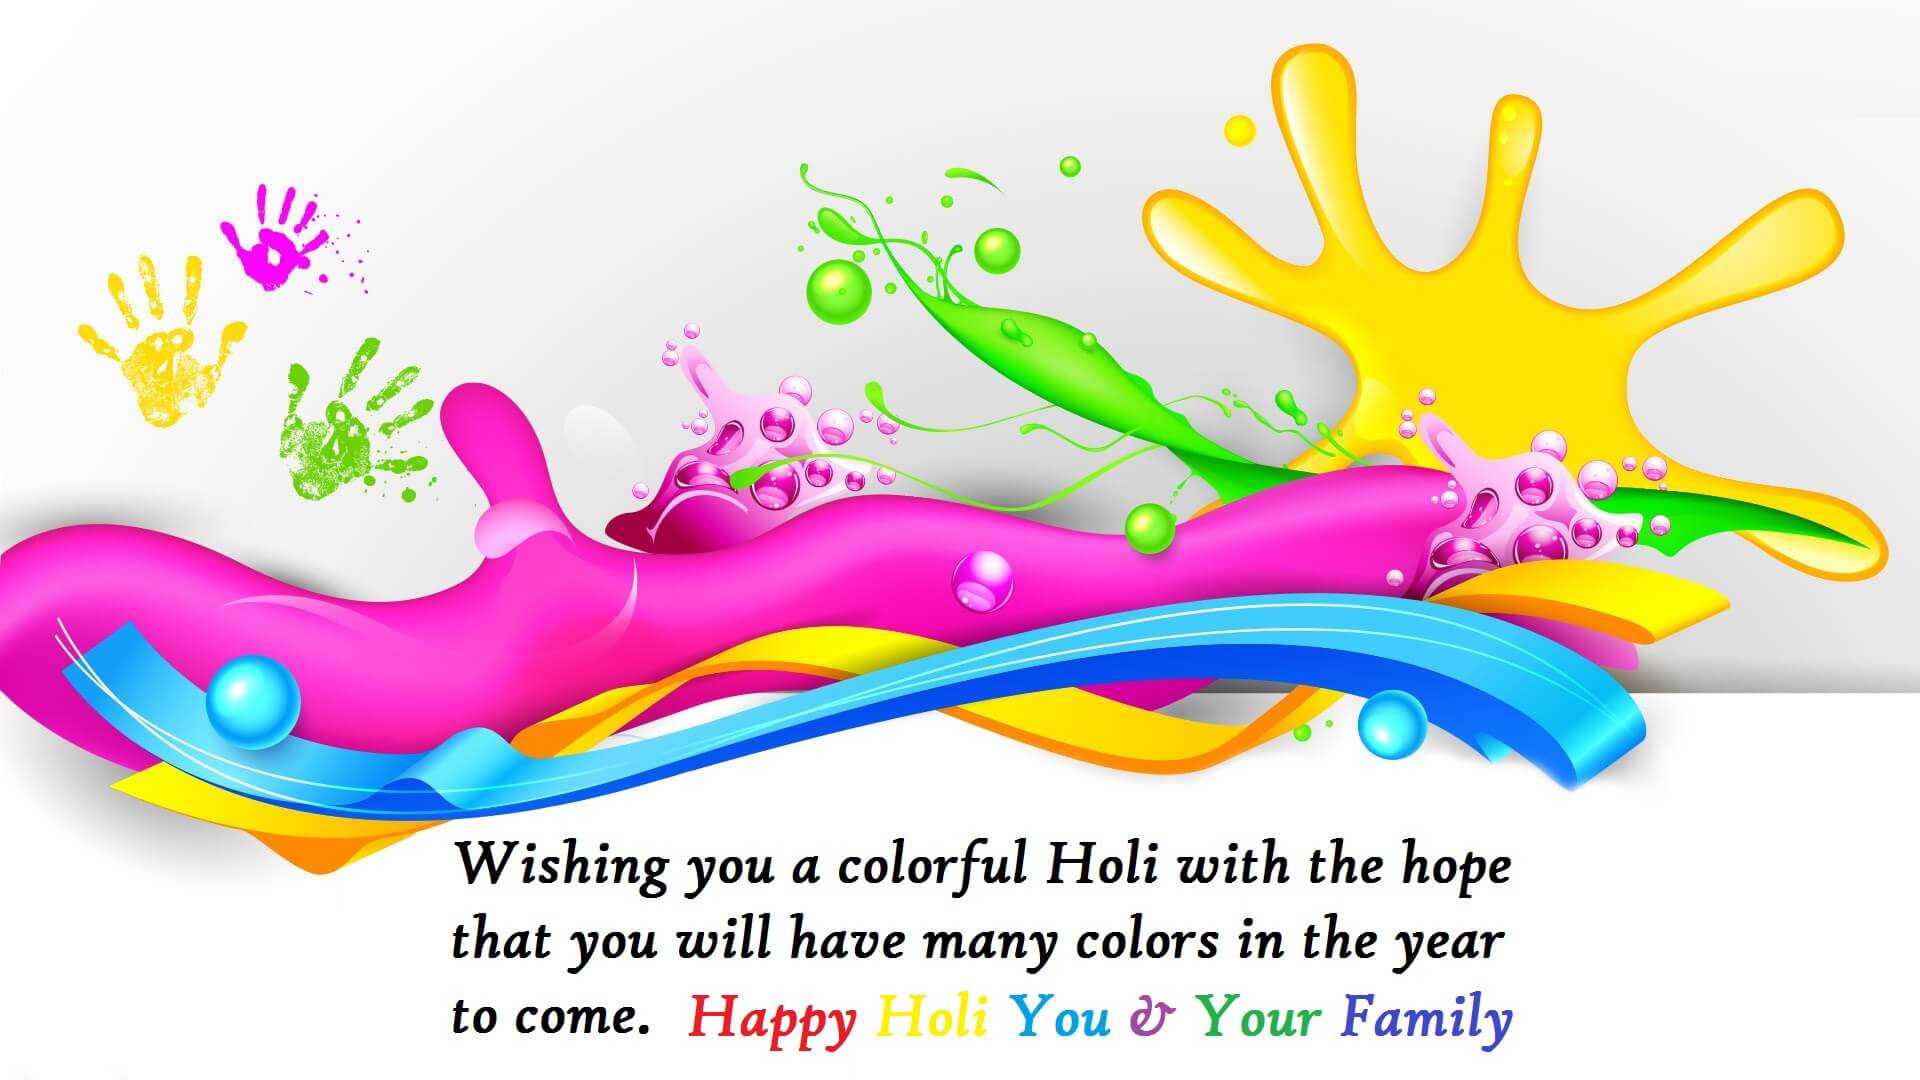 Wishing you a colorful Holi with the hope
that you will have many colors in the year
to come. Happy Holi You & Your Family